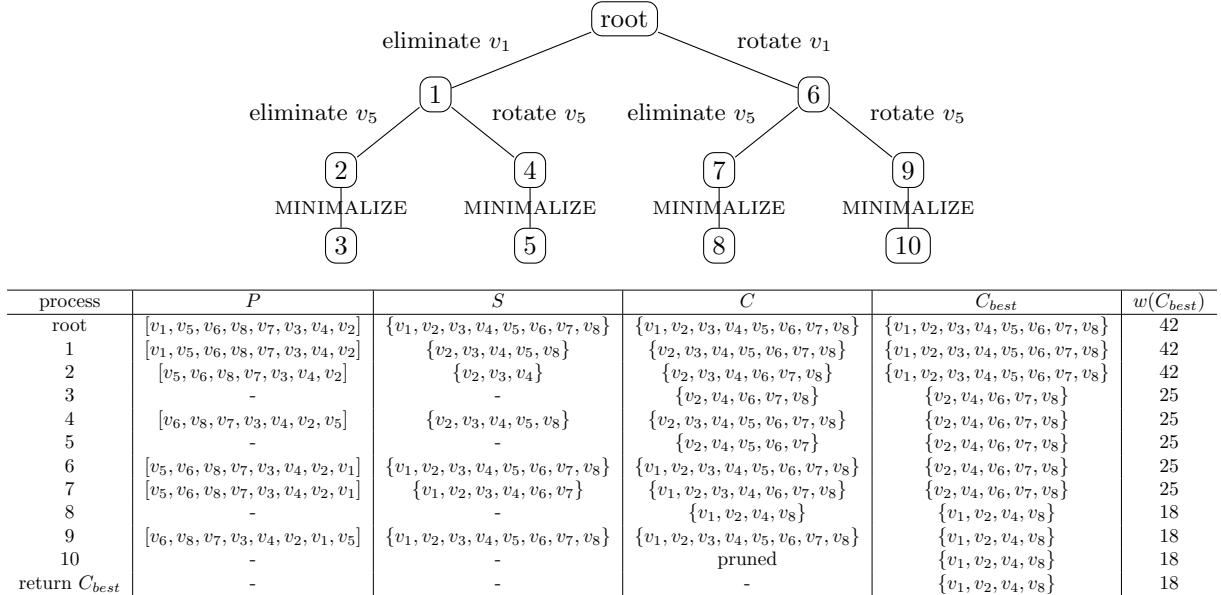 root
eliminate v₁ rotate v₁
1 6
eliminate v₅ rotate v₅ eliminate v₅ rotate v₅
2 4 7 9
MINIMALIZE MINIMALIZE MINIMALIZE MINIMALIZE
3 5 8 10
process P S C C_best w(C_best)
root [v₁, v₅, v₆, v₈, v₇, v₃, v₄, v₂] {v₁, v₂, v₃, v₄, v₅, v₆, v₇, v₈} {v₁, v₂, v₃, v₄, v₅, v₆, v₇, v₈} {v₁, v₂, v₃, v₄, v₅, v₆, v₇, v₈} 42
1 [v₁, v₅, v₆, v₈, v₇, v₃, v₄, v₂] {v₂, v₃, v₄, v₅, v₈} {v₂, v₃, v₄, v₅, v₆, v₇, v₈} {v₁, v₂, v₃, v₄, v₅, v₆, v₇, v₈} 42
2 [v₅, v₆, v₈, v₇, v₃, v₄, v₂] {v₂, v₃, v₄} {v₂, v₃, v₄, v₆, v₇, v₈} {v₁, v₂, v₃, v₄, v₅, v₆, v₇, v₈} 42
3 - - {v₂, v₄, v₆, v₇, v₈} {v₂, v₄, v₆, v₇, v₈} 25
4 [v₆, v₈, v₇, v₃, v₄, v₂, v₅] {v₂, v₃, v₄, v₅, v₈} {v₂, v₃, v₄, v₅, v₆, v₇, v₈} {v₂, v₄, v₆, v₇, v₈} 25
5 - - {v₂, v₄, v₅, v₆, v₇} {v₂, v₄, v₆, v₇, v₈} 25
6 [v₅, v₆, v₈, v₇, v₃, v₄, v₂, v₁] {v₁, v₂, v₃, v₄, v₅, v₆, v₇, v₈} {v₁, v₂, v₃, v₄, v₅, v₆, v₇, v₈} {v₂, v₄, v₆, v₇, v₈} 25
7 [v₅, v₆, v₈, v₇, v₃, v₄, v₂, v₁] {v₁, v₂, v₃, v₄, v₆, v₇} {v₁, v₂, v₃, v₄, v₆, v₇, v₈} {v₂, v₄, v₆, v₇, v₈} 25
8 - - {v₁, v₂, v₄, v₈} {v₁, v₂, v₄, v₈} 18
9 [v₆, v₈, v₇, v₃, v₄, v₂, v₁, v₅] {v₁, v₂, v₃, v₄, v₅, v₆, v₇, v₈} {v₁, v₂, v₃, v₄, v₅, v₆, v₇, v₈} {v₁, v₂, v₄, v₈} 18
10 - - pruned {v₁, v₂, v₄, v₈} 18
return C_best - - - {v₁, v₂, v₄, v₈} 18